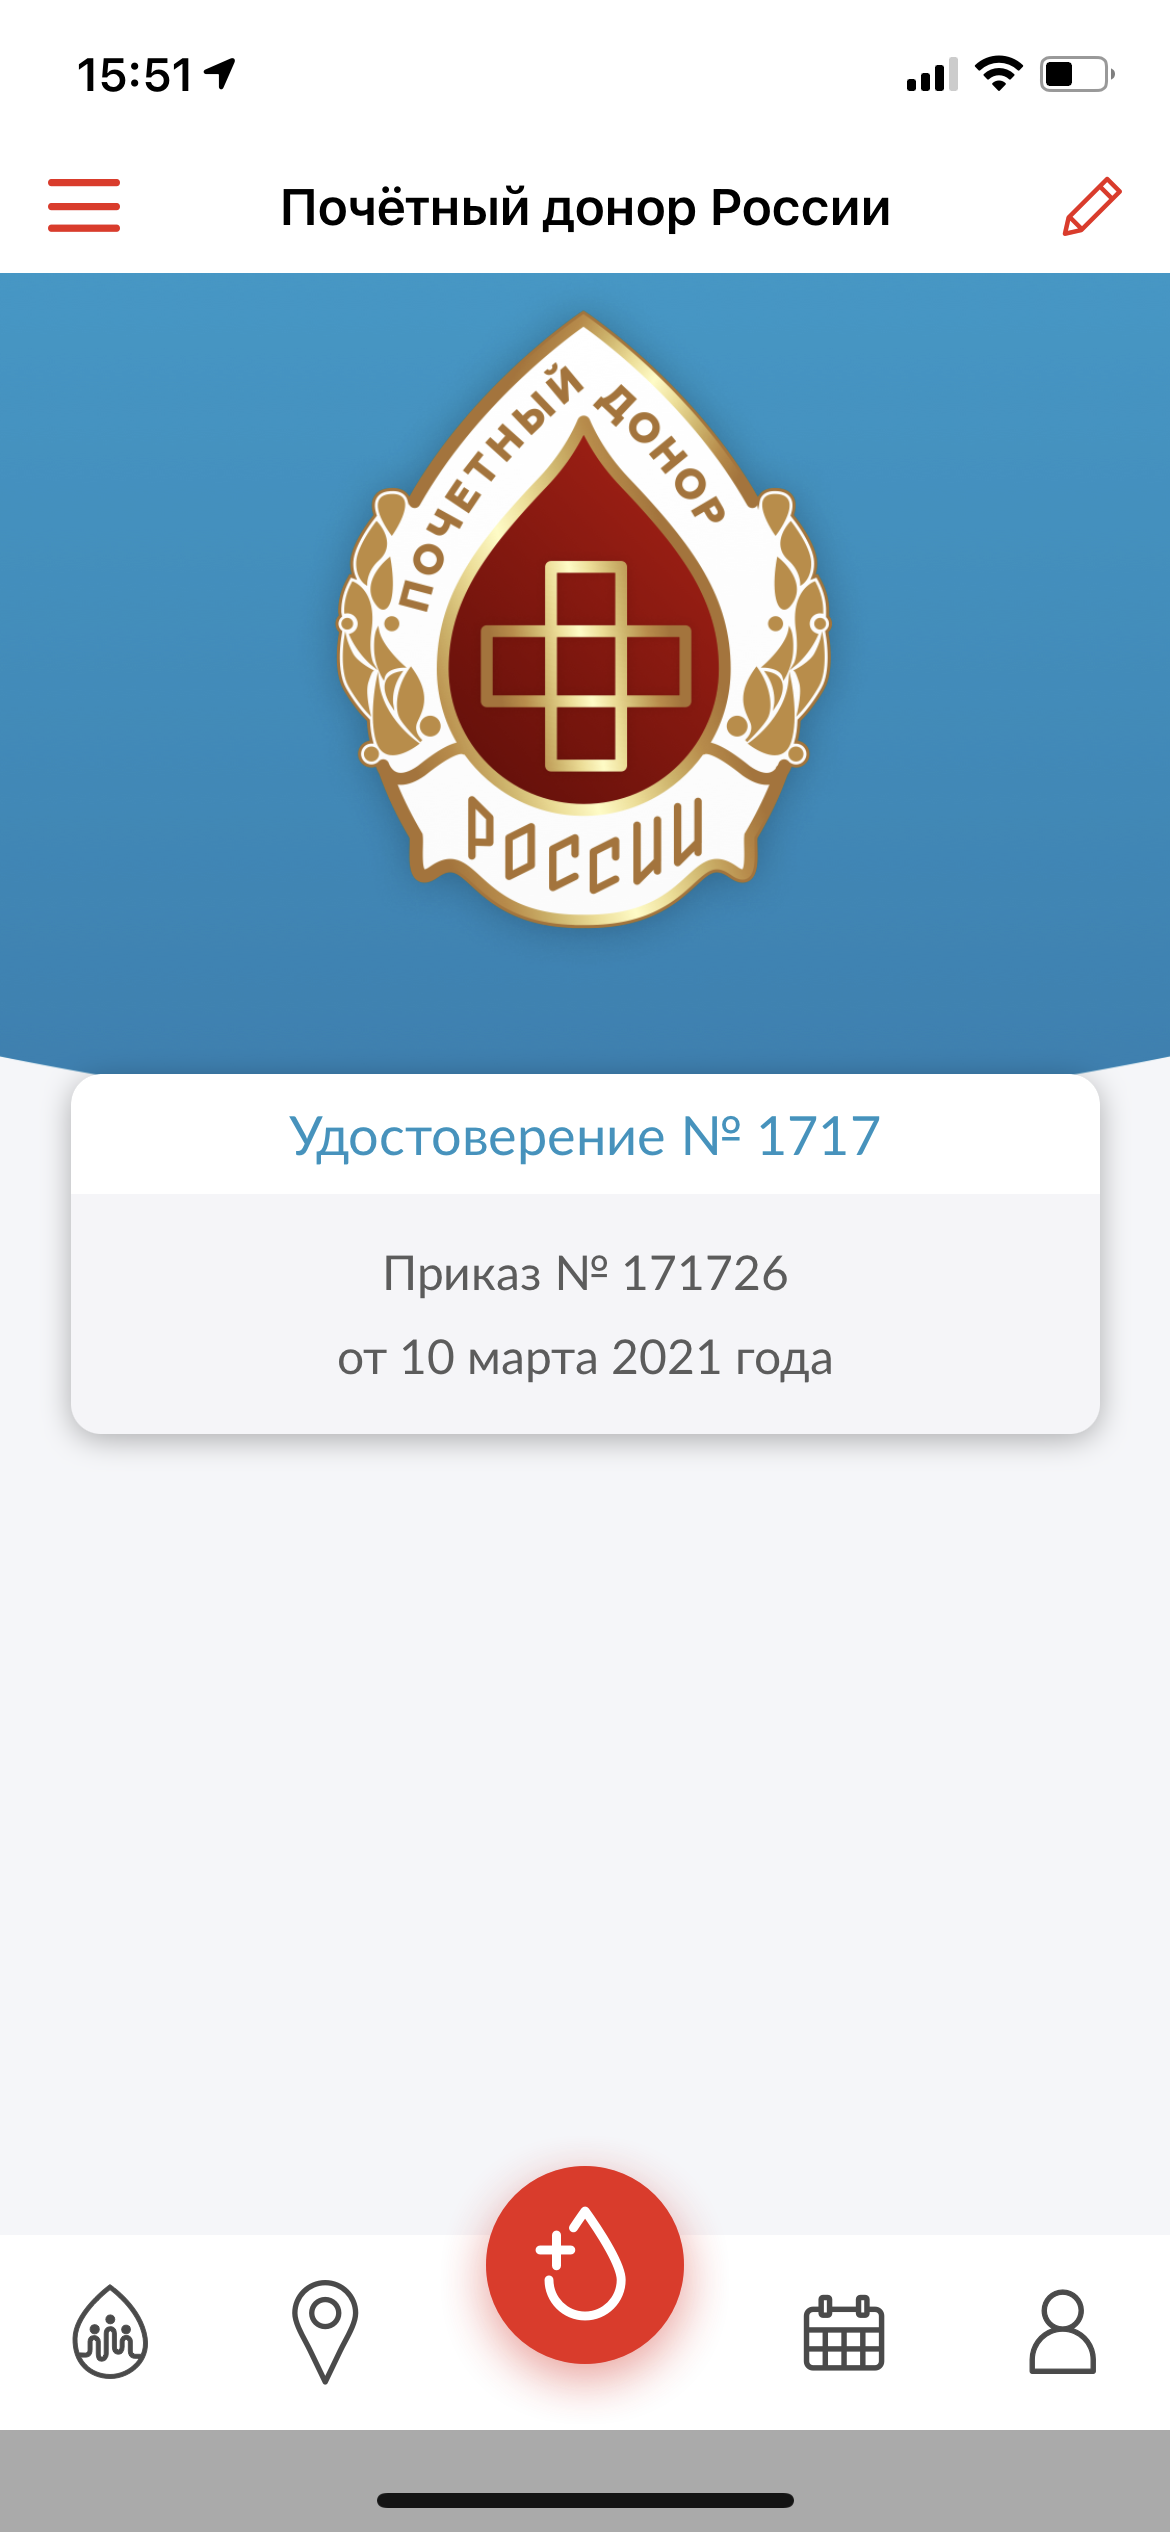 15:51
Почётный донор России
ПОЧЕТНЫЙ ДОНОР
РОССИИ
Удостоверение № 1717
Приказ № 171726
от 10 марта 2021 года